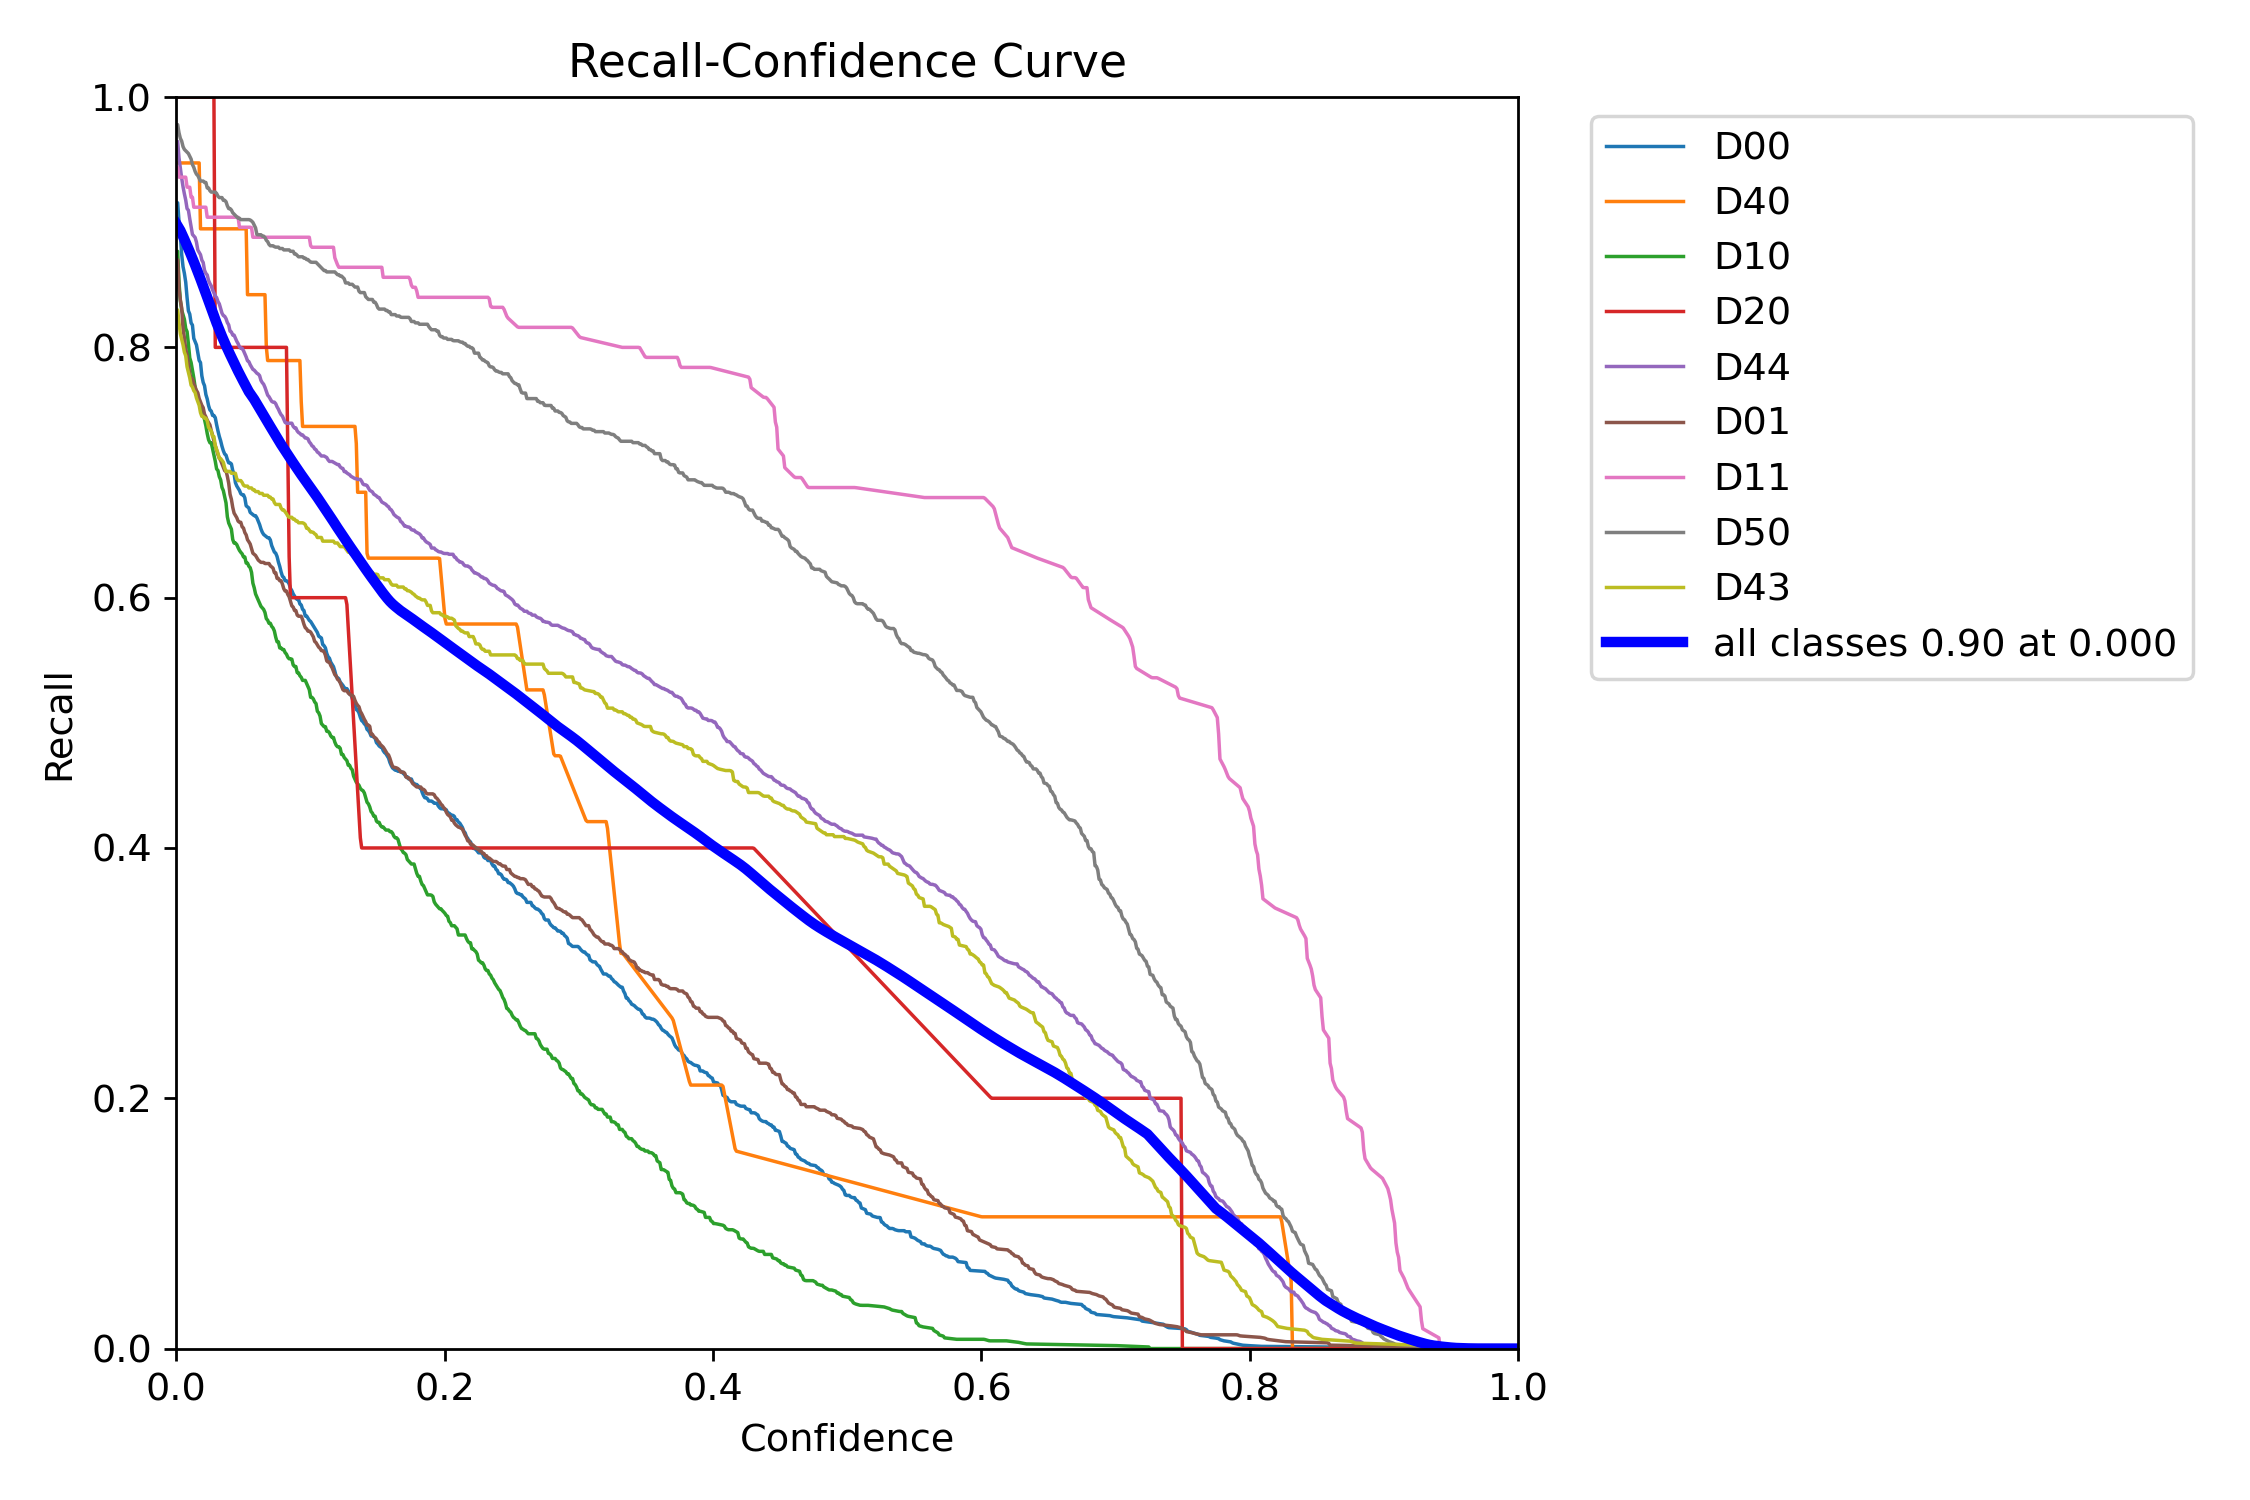 Recall-Confidence Curve
1.0
0.8
0.6
0.4
0.2
0.0
Recall
0.0 0.2 0.4 0.6 0.8 1.0
Confidence
D00
D40
D10
D20
D44
D01
D11
D50
D43
all classes 0.90 at 0.000